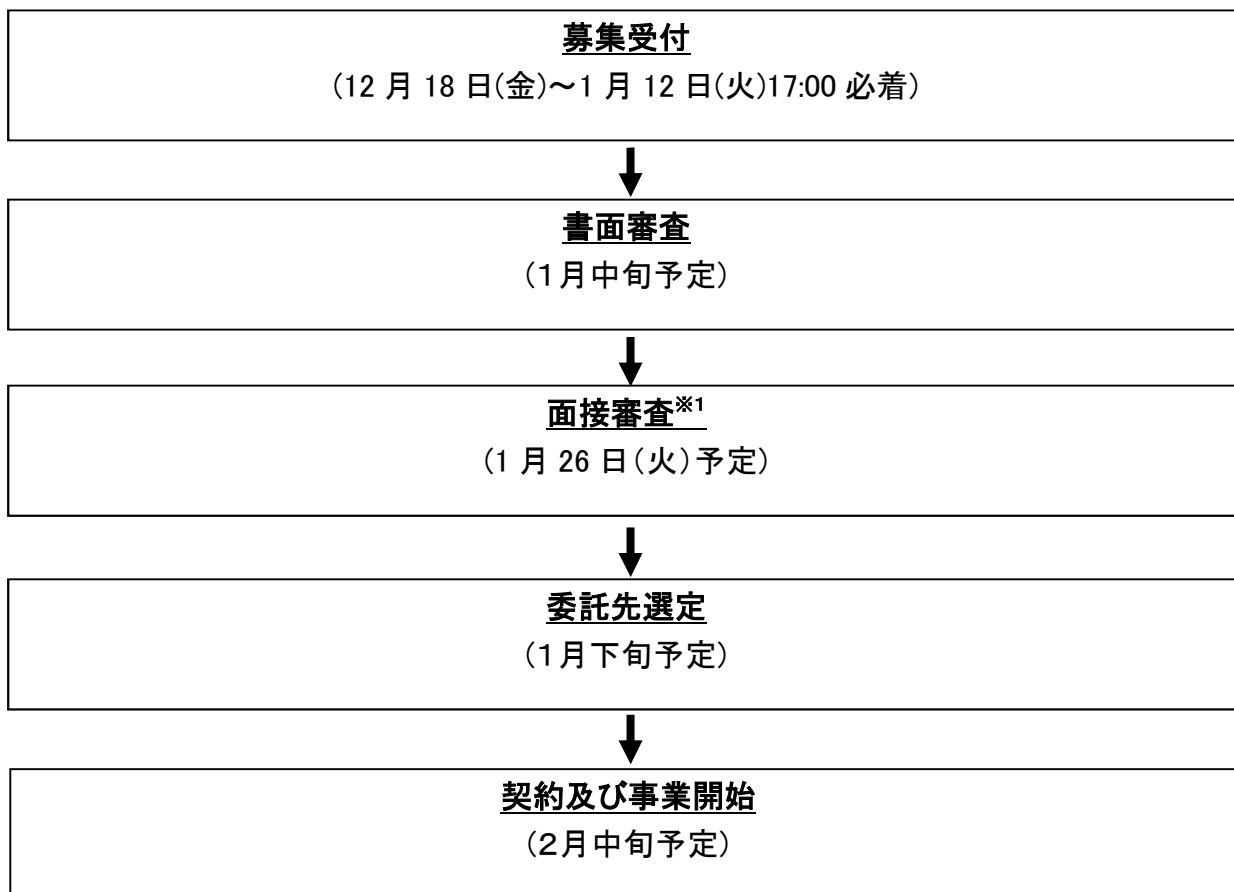 募集受付
(12 月 18 日(金)～1 月 12 日(火)17:00 必着)
書面審査
(１月中旬予定)
面接審査※1
(1 月 26 日(火)予定)
委託先選定
(１月下旬予定)
契約及び事業開始
(２月中旬予定)